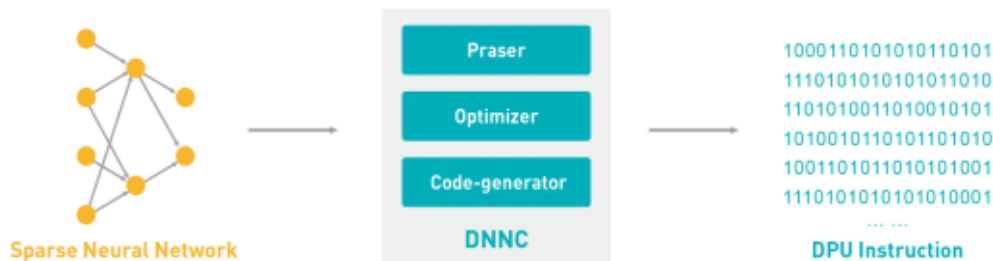 Praser
Optimizer
Code-generator
DNNC
Sparse Neural Network
1000110101010110101
1110101010101011010
1101010011010010101
1010010110101101010
1001101011010101001
1110101010101010001
... ...
DPU Instruction